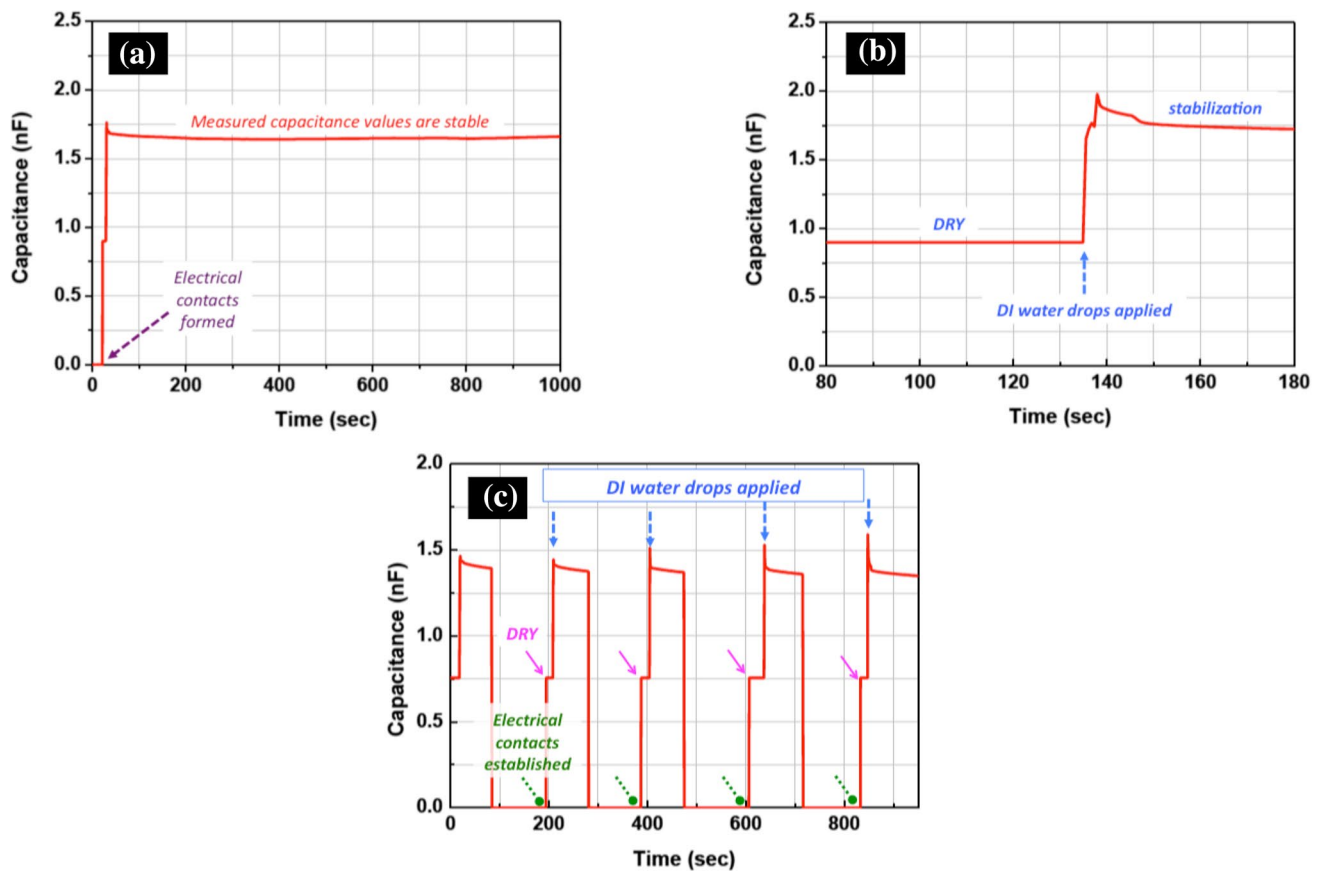 (a)
2.5
2.0
1.5
1.0
0.5
0.0
Capacitance (nF)
Measured capacitance values are stable
Electrical
contacts
formed
0 200 400 600 800 1000
Time (sec)
(b)
2.5
2.0
1.5
1.0
0.5
0.0
Capacitance (nF)
stabilization
DRY
DI water drops applied
80 100 120 140 160 180
Time (sec)
(c)
2.0
1.5
1.0
0.5
0.0
Capacitance (nF)
DI water drops applied
DRY
Electrical
contacts
established
0 200 400 600 800
Time (sec)